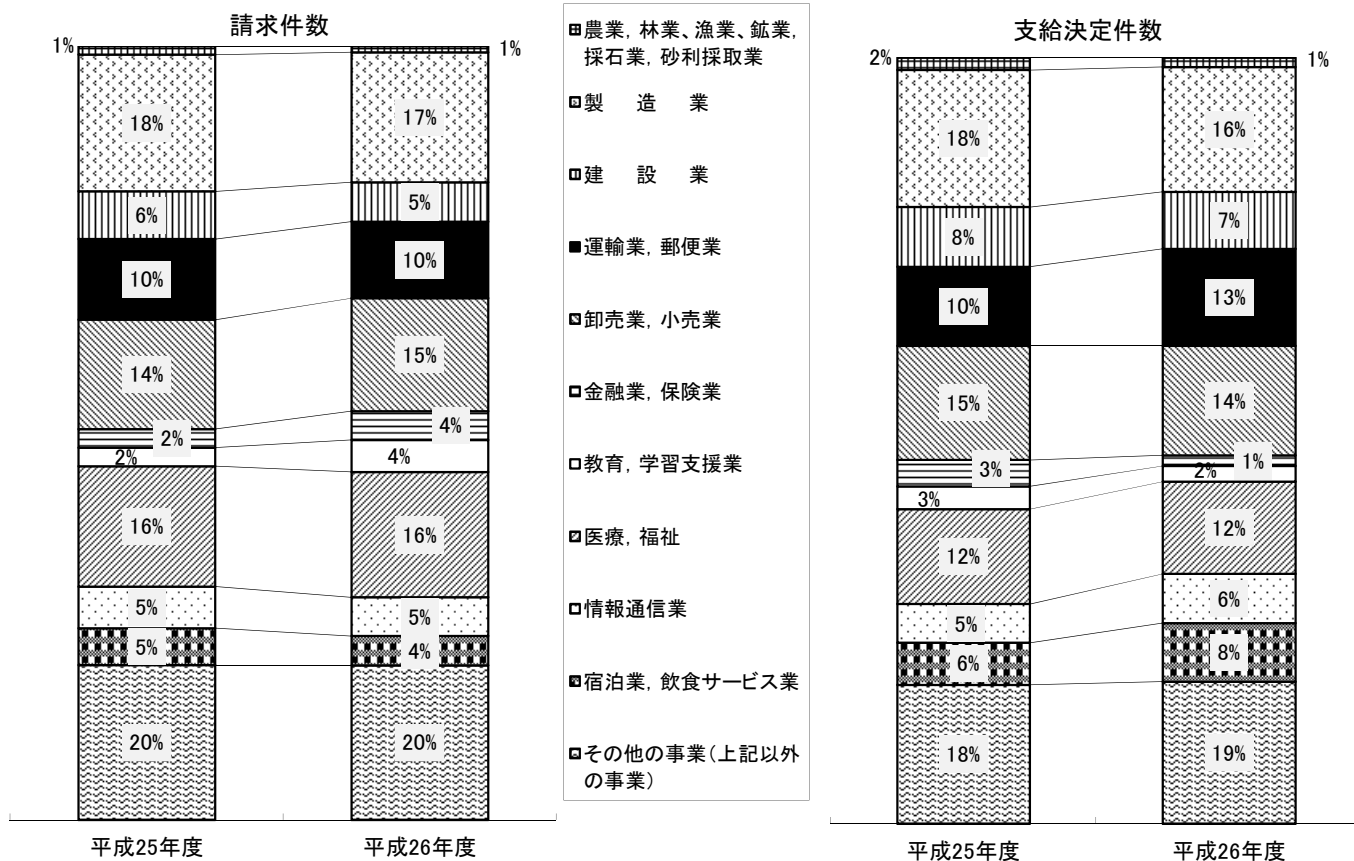 請求件数
1%
18%
6%
10%
14%
2%
2%
16%
5%
5%
20%
平成25年度
1%
17%
5%
10%
15%
4%
4%
16%
5%
4%
20%
平成26年度
農業, 林業、漁業、鉱業,
採石業, 砂利採取業
製 造 業
建 設 業
運輸業, 郵便業
卸売業, 小売業
金融業, 保険業
教育, 学習支援業
医療, 福祉
情報通信業
宿泊業, 飲食サービス業
その他の事業(上記以外
の事業)
支給決定件数
2%
18%
8%
10%
15%
3%
3%
12%
5%
6%
18%
平成25年度
1%
16%
7%
13%
14%
1%
2%
12%
6%
8%
19%
平成26年度